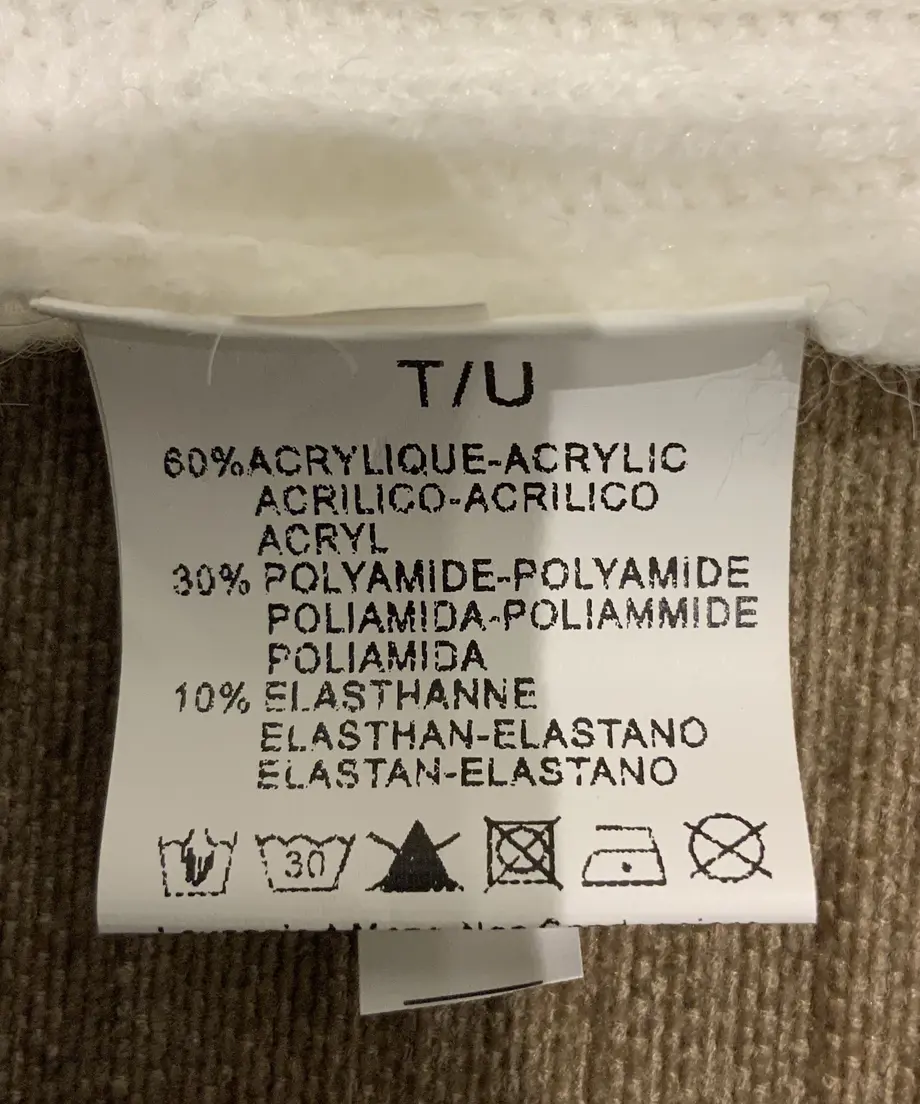 T/U
60%ACRYLIQUE-ACRYLIC
ACRILICO-ACRILICO
ACRYL
30% POLYAMIDE-POLYAMIDE
POLIAMIDA-POLIAMMIDE
POLIAMIDA
10% ELASTHANNE
ELASTHAN-ELASTANO
ELASTAN-ELASTANO
30